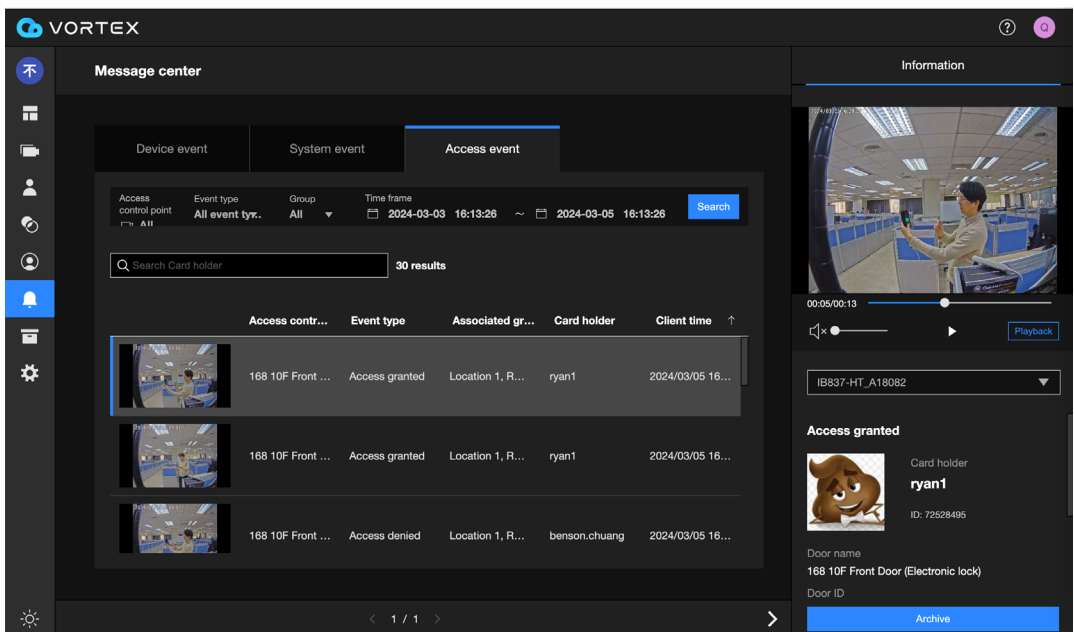 VORTEX
?
Q
不
Message center
Information
Device event
System event
Access event
Access control point
All
Event type
All event ty...
Group
All
Time frame
2024-03-03 16:13:26 ~ 2024-03-05 16:13:26
Search
Search Card holder
30 results
Access contr... Event type Associated gr... Card holder Client time ↑
168 10F Front ... Access granted Location 1, R... ryan1 2024/03/05 16...
168 10F Front ... Access granted Location 1, R... ryan1 2024/03/05 16...
168 10F Front ... Access denied Location 1, R... benson.chuang 2024/03/05 16...
< 1 / 1 >
00:05/00:13
Playback
IB837-HT_A18082
Access granted
Card holder
ryan1
ID: 72528495
Door name
168 10F Front Door (Electronic lock)
Door ID
Archive